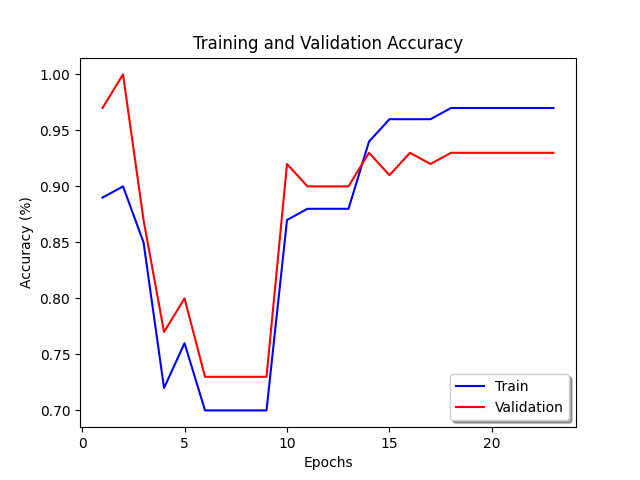 Training and Validation Accuracy
1.00
0.95
0.90
0.85
0.80
0.75
0.70
Accuracy (%)
0 5 10 15 20
Epochs
Train
Validation